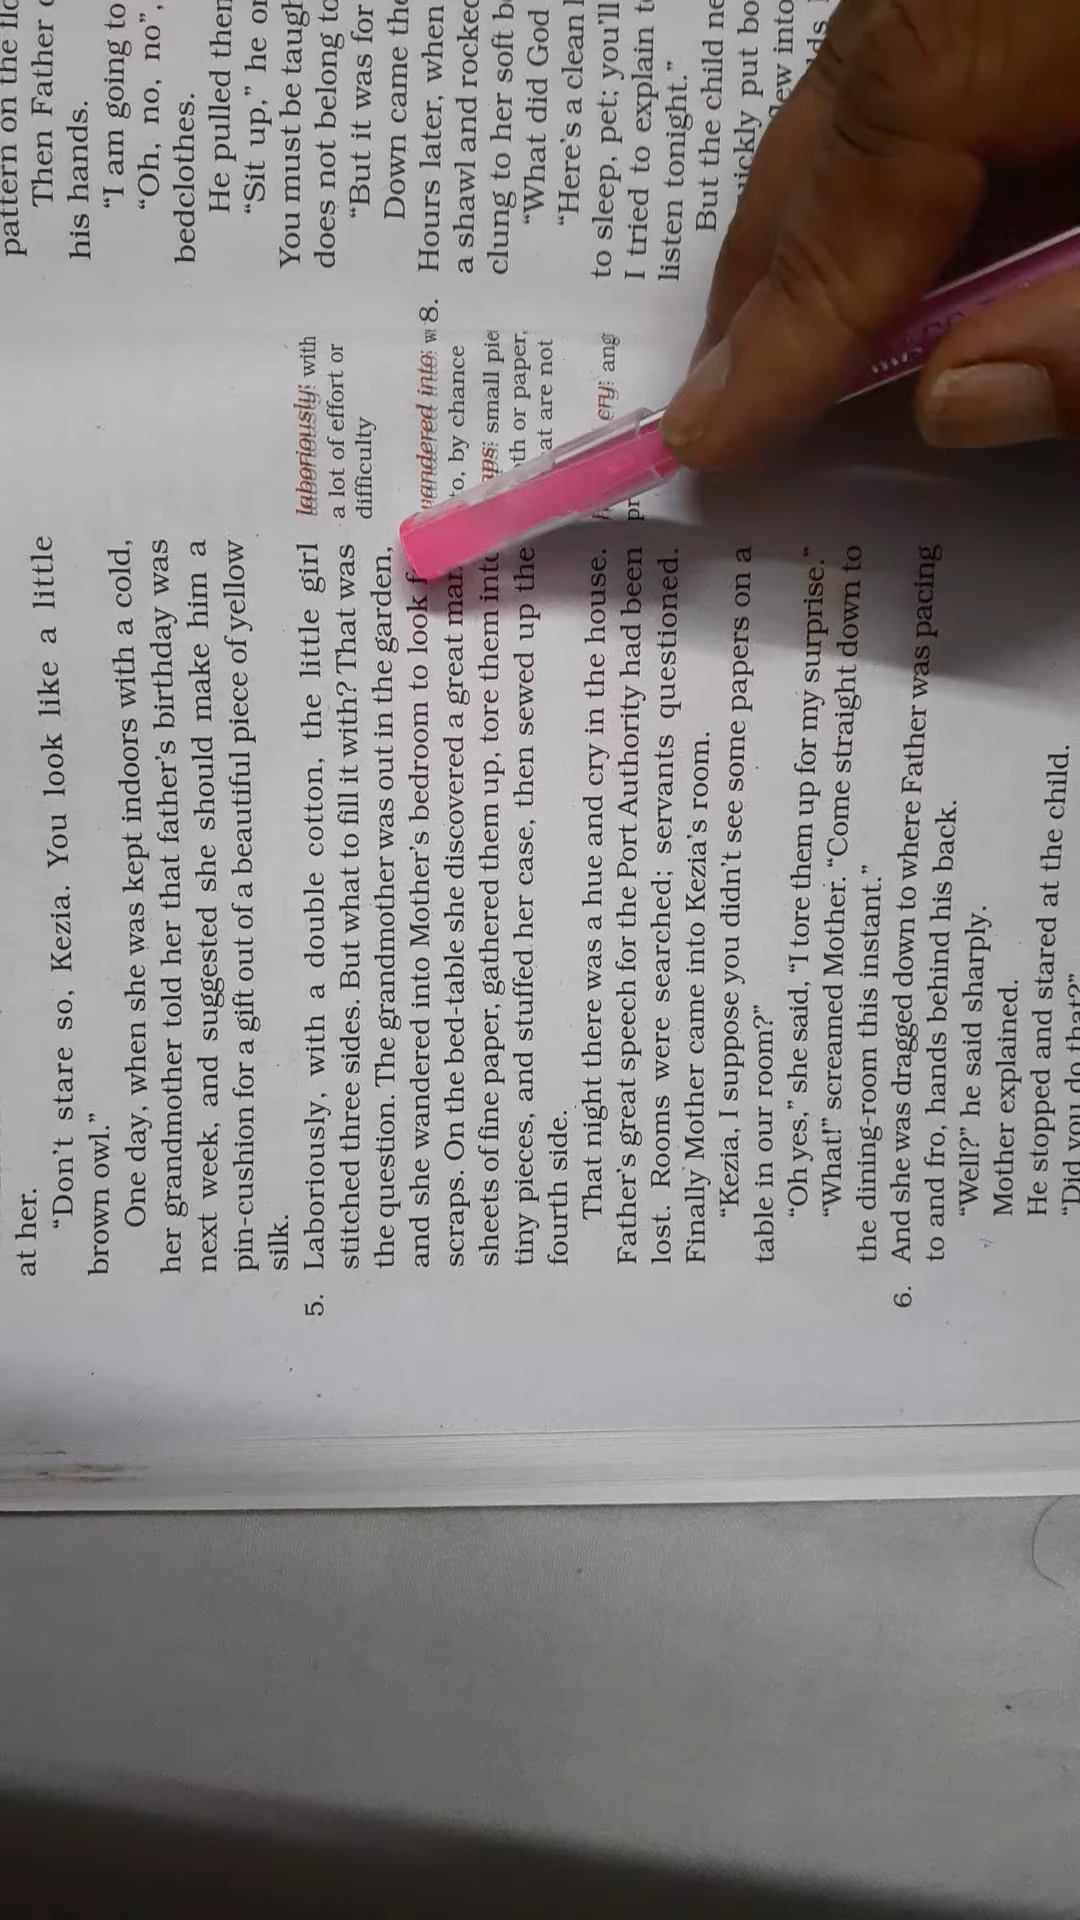 at her.
“Don’t stare so, Kezia. You look like a little
brown owl.”
One day, when she was kept indoors with a cold,
her grandmother told her that father’s birthday was
next week, and suggested she should make him a
pin-cushion for a gift out of a beautiful piece of yellow
silk.
5. Laboriously, with a double cotton, the little girl
stitched three sides. But what to fill it with? That was
the question. The grandmother was out in the garden,
and she wandered into Mother’s bedroom to look
scraps. On the bed-table she discovered a great
sheets of fine paper, gathered them up, tore them into
tiny pieces, and stuffed her case, then sewed up the
fourth side.
That night there was a hue and cry in the house.
Father’s great speech for the Port Authority had been
lost. Rooms were searched; servants questioned.
Finally Mother came into Kezia’s room.
“Kezia, I suppose you didn’t see some papers on a
table in our room?”
“Oh yes,” she said, “I tore them up for my surprise.”
“What!” screamed Mother. “Come straight down to
the dining-room this instant.”
6. And she was dragged down to where Father was pacing
to and fro, hands behind his back.
“Well?” he said sharply.
Mother explained.
He stopped and stared at the child.
“Did you do that?”
laboriously: with
a lot of effort or
difficulty
wandered into:
to, by chance
small
or paper,
at are not
cry:
pattern on the
Then Father
his hands.
“I am going to
“Oh, no, no”,
bedclothes.
He pulled
“Sit up,” he
You must be
does not belong to
“But it was for
Down came
8. Hours later, when
a shawl and rocked
clung to her soft
“What did God
“Here’s a clean
to sleep, pet; you’ll
I tried to explain
listen tonight.”
But the child
put
into